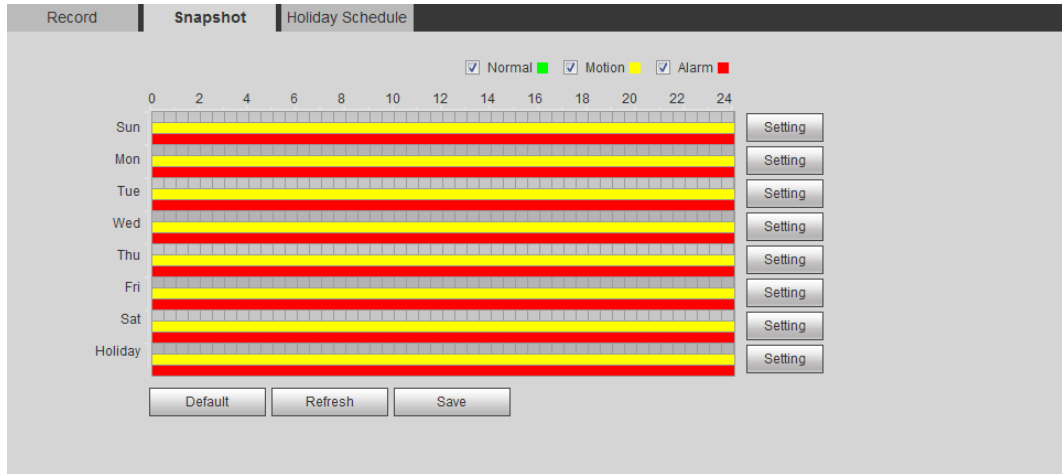 Record Snapshot Holiday Schedule
Normal Motion Alarm
0 2 4 6 8 10 12 14 16 18 20 22 24
Sun Setting
Mon Setting
Tue Setting
Wed Setting
Thu Setting
Fri Setting
Sat Setting
Holiday Setting
Default Refresh Save